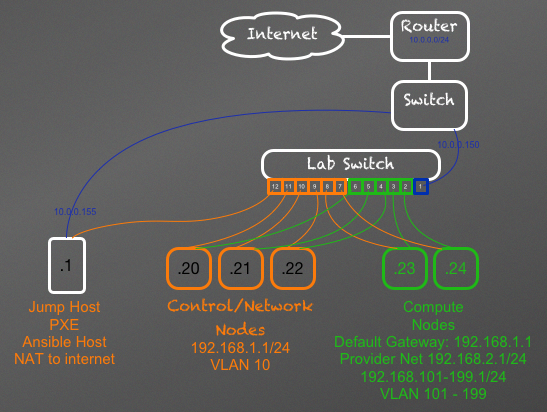 Internet
Router
10.0.0.0/24
Switch
10.0.0.150
Lab Switch
12 11 10 9 8 7 6 5 4 3 2 1
10.0.0.155
.1
.20
.21
.22
.23
.24
Jump Host
PXE
Ansible Host
NAT to internet
Control/Network
Nodes
192.168.1.1/24
VLAN 10
Compute
Nodes
Default Gateway: 192.168.1.1
Provider Net 192.168.2.1/24
192.168.101-199.1/24
VLAN 101 - 199